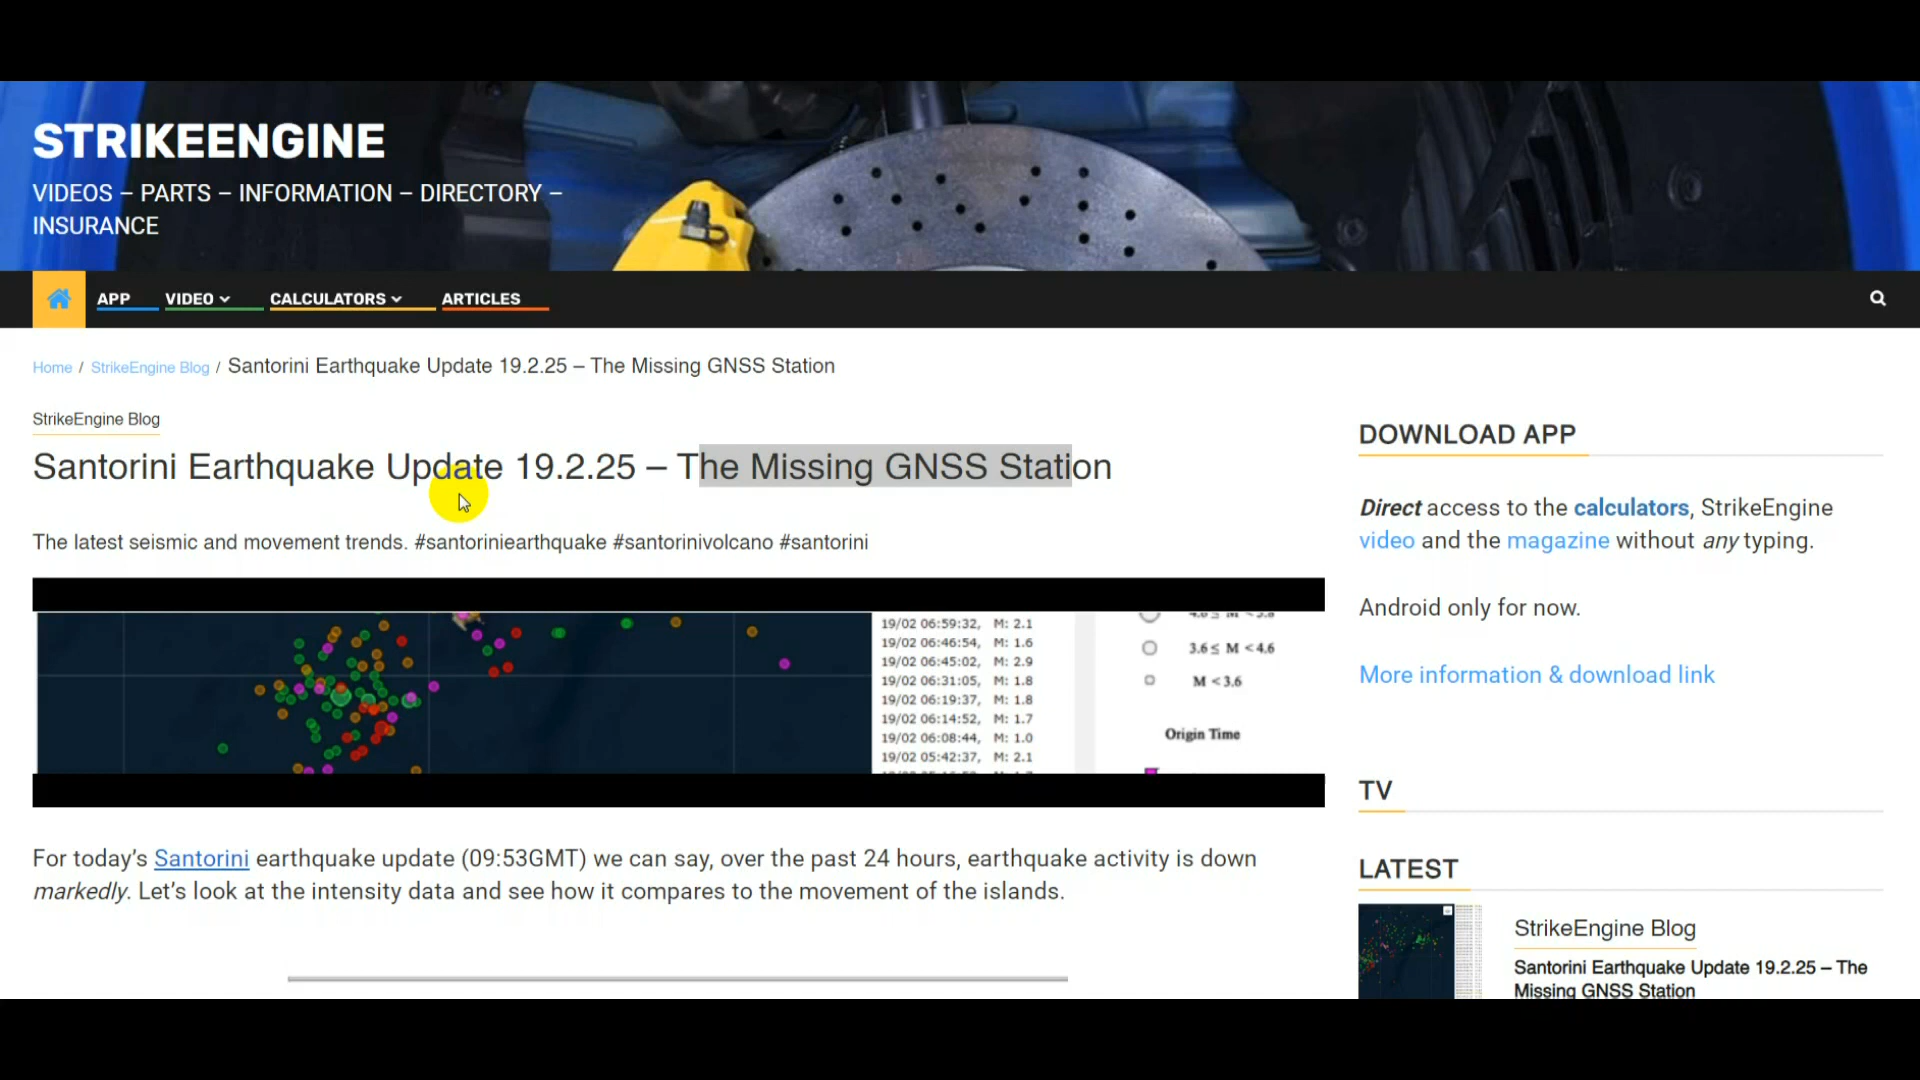 STRIKEENGINE
VIDEOS – PARTS – INFORMATION – DIRECTORY –
INSURANCE
APP VIDEO CALCULATORS ARTICLES
Home / StrikeEngine Blog / Santorini Earthquake Update 19.2.25 – The Missing GNSS Station
StrikeEngine Blog
Santorini Earthquake Update 19.2.25 – The Missing GNSS Station
The latest seismic and movement trends. #santoriniearthquake #santorinivolcano #santorini
19/02 06:59:32, M: 2.1
19/02 06:46:54, M: 1.6
19/02 06:45:02, M: 2.9
19/02 06:31:05, M: 1.8
19/02 06:19:37, M: 1.8
19/02 06:14:52, M: 1.7
19/02 06:08:44, M: 1.0
19/02 05:42:37, M: 2.1
3.6 ≤ M < 4.6
M < 3.6
Origin Time
For today’s Santorini earthquake update (09:53GMT) we can say, over the past 24 hours, earthquake activity is down
markedly. Let’s look at the intensity data and see how it compares to the movement of the islands.
DOWNLOAD APP
Direct access to the calculators, StrikeEngine
video and the magazine without any typing.
Android only for now.
More information & download link
TV
LATEST
StrikeEngine Blog
Santorini Earthquake Update 19.2.25 – The
Missing GNSS Station